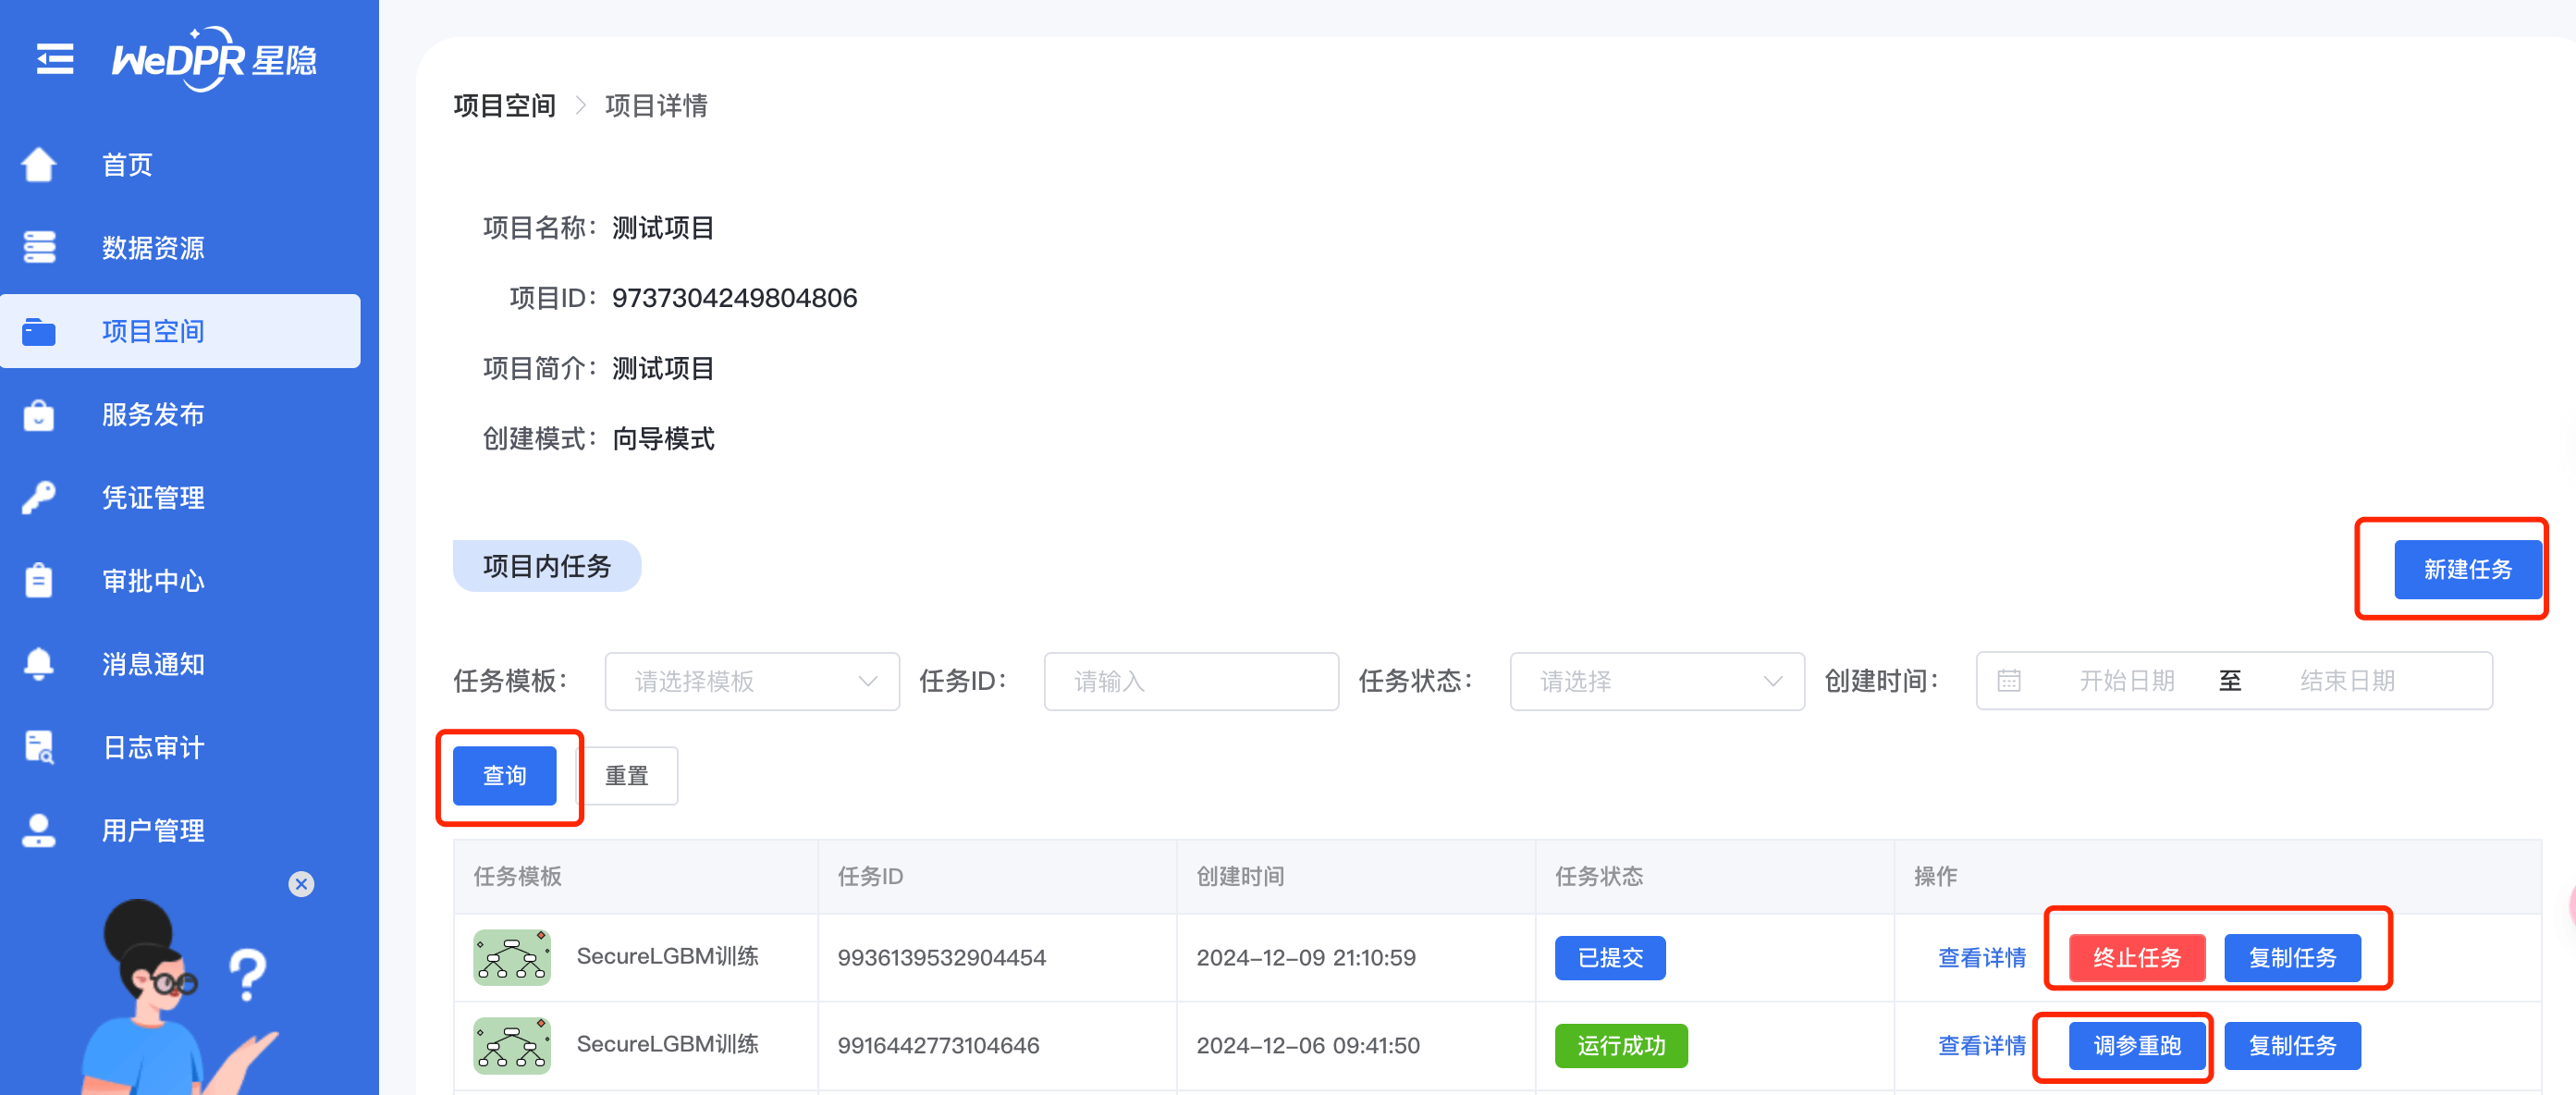 WeDPR 星隐
首页
数据资源
项目空间
服务发布
凭证管理
审批中心
消息通知
日志审计
用户管理
?
项目空间 > 项目详情
项目名称: 测试项目
项目ID: 9737304249804806
项目简介: 测试项目
创建模式: 向导模式
项目内任务
新建任务
任务模板: 请选择模板 任务ID: 请输入 任务状态: 请选择 创建时间: 开始日期 至 结束日期
查询 重置
任务模板 任务ID 创建时间 任务状态 操作
SecureLGBM训练 9936139532904454 2024-12-09 21:10:59 已提交 查看详情 终止任务 复制任务
SecureLGBM训练 9916442773104646 2024-12-06 09:41:50 运行成功 查看详情 调参重跑 复制任务